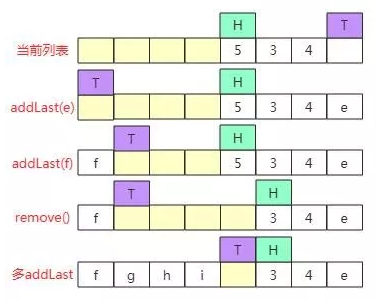 H T
当前列表 5 3 4
T H
addLast(e) 5 3 4 e
T H
addLast(f) f 5 3 4 e
T H
remove() f 3 4 e
T H
多addLast f g h i 3 4 e